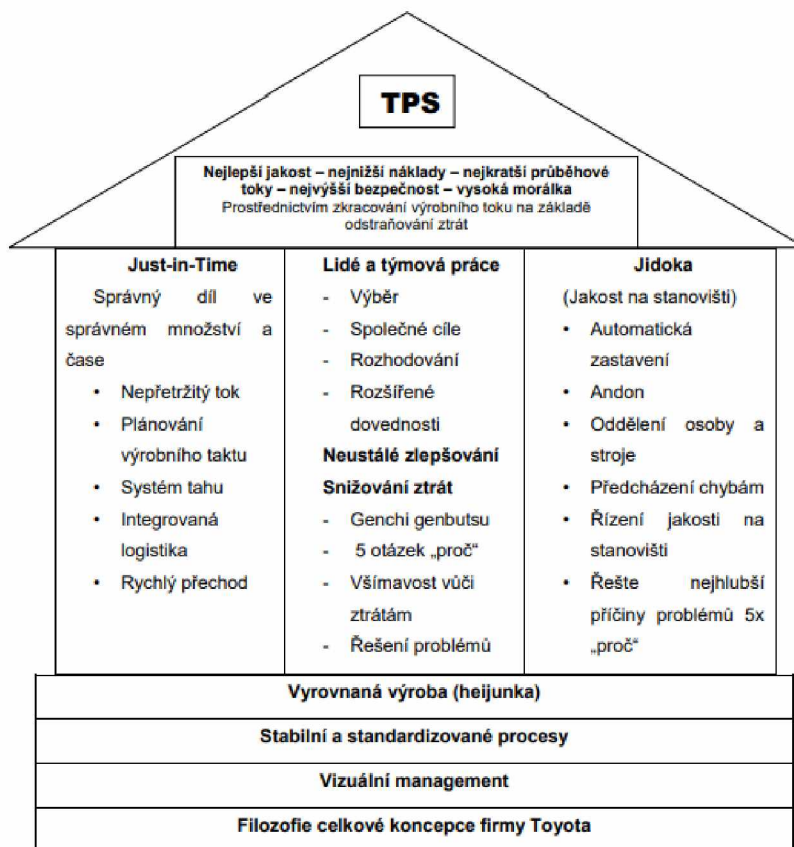 TPS
Nejlepší jakost – nejnižší náklady – nejkratší průběhové
toky – nejvýšší bezpečnost – vysoká morálka
Prostřednictvím zkracování výrobního toku na základě
odstraňování ztrát
Just-in-Time
Správný díl ve
správném množství a
čase
• Nepřetržitý tok
• Plánování
výrobního taktu
• Systém tahu
• Integrovaná
logistika
• Rychlý přechod
Lidé a týmová práce
- Výběr
- Společné cíle
- Rozhodování
- Rozšířené
dovednosti
Neustálé zlepšování
Snižování ztrát
- Genchi genbutsu
- 5 otázek „proč“
- Všímavost vůči
ztrátám
- Řešení problémů
Jidoka
(Jakost na stanovišti)
• Automatická
zastavení
• Andon
• Oddělení osoby a
stroje
• Předcházení chybám
• Řízení jakosti na
stanovišti
• Řešte nejhlubší
příčiny problémů 5x
„proč“
Vyrovnaná výroba (heijunka)
Stabilní a standardizované procesy
Vizuální management
Filozofie celkové koncepce firmy Toyota